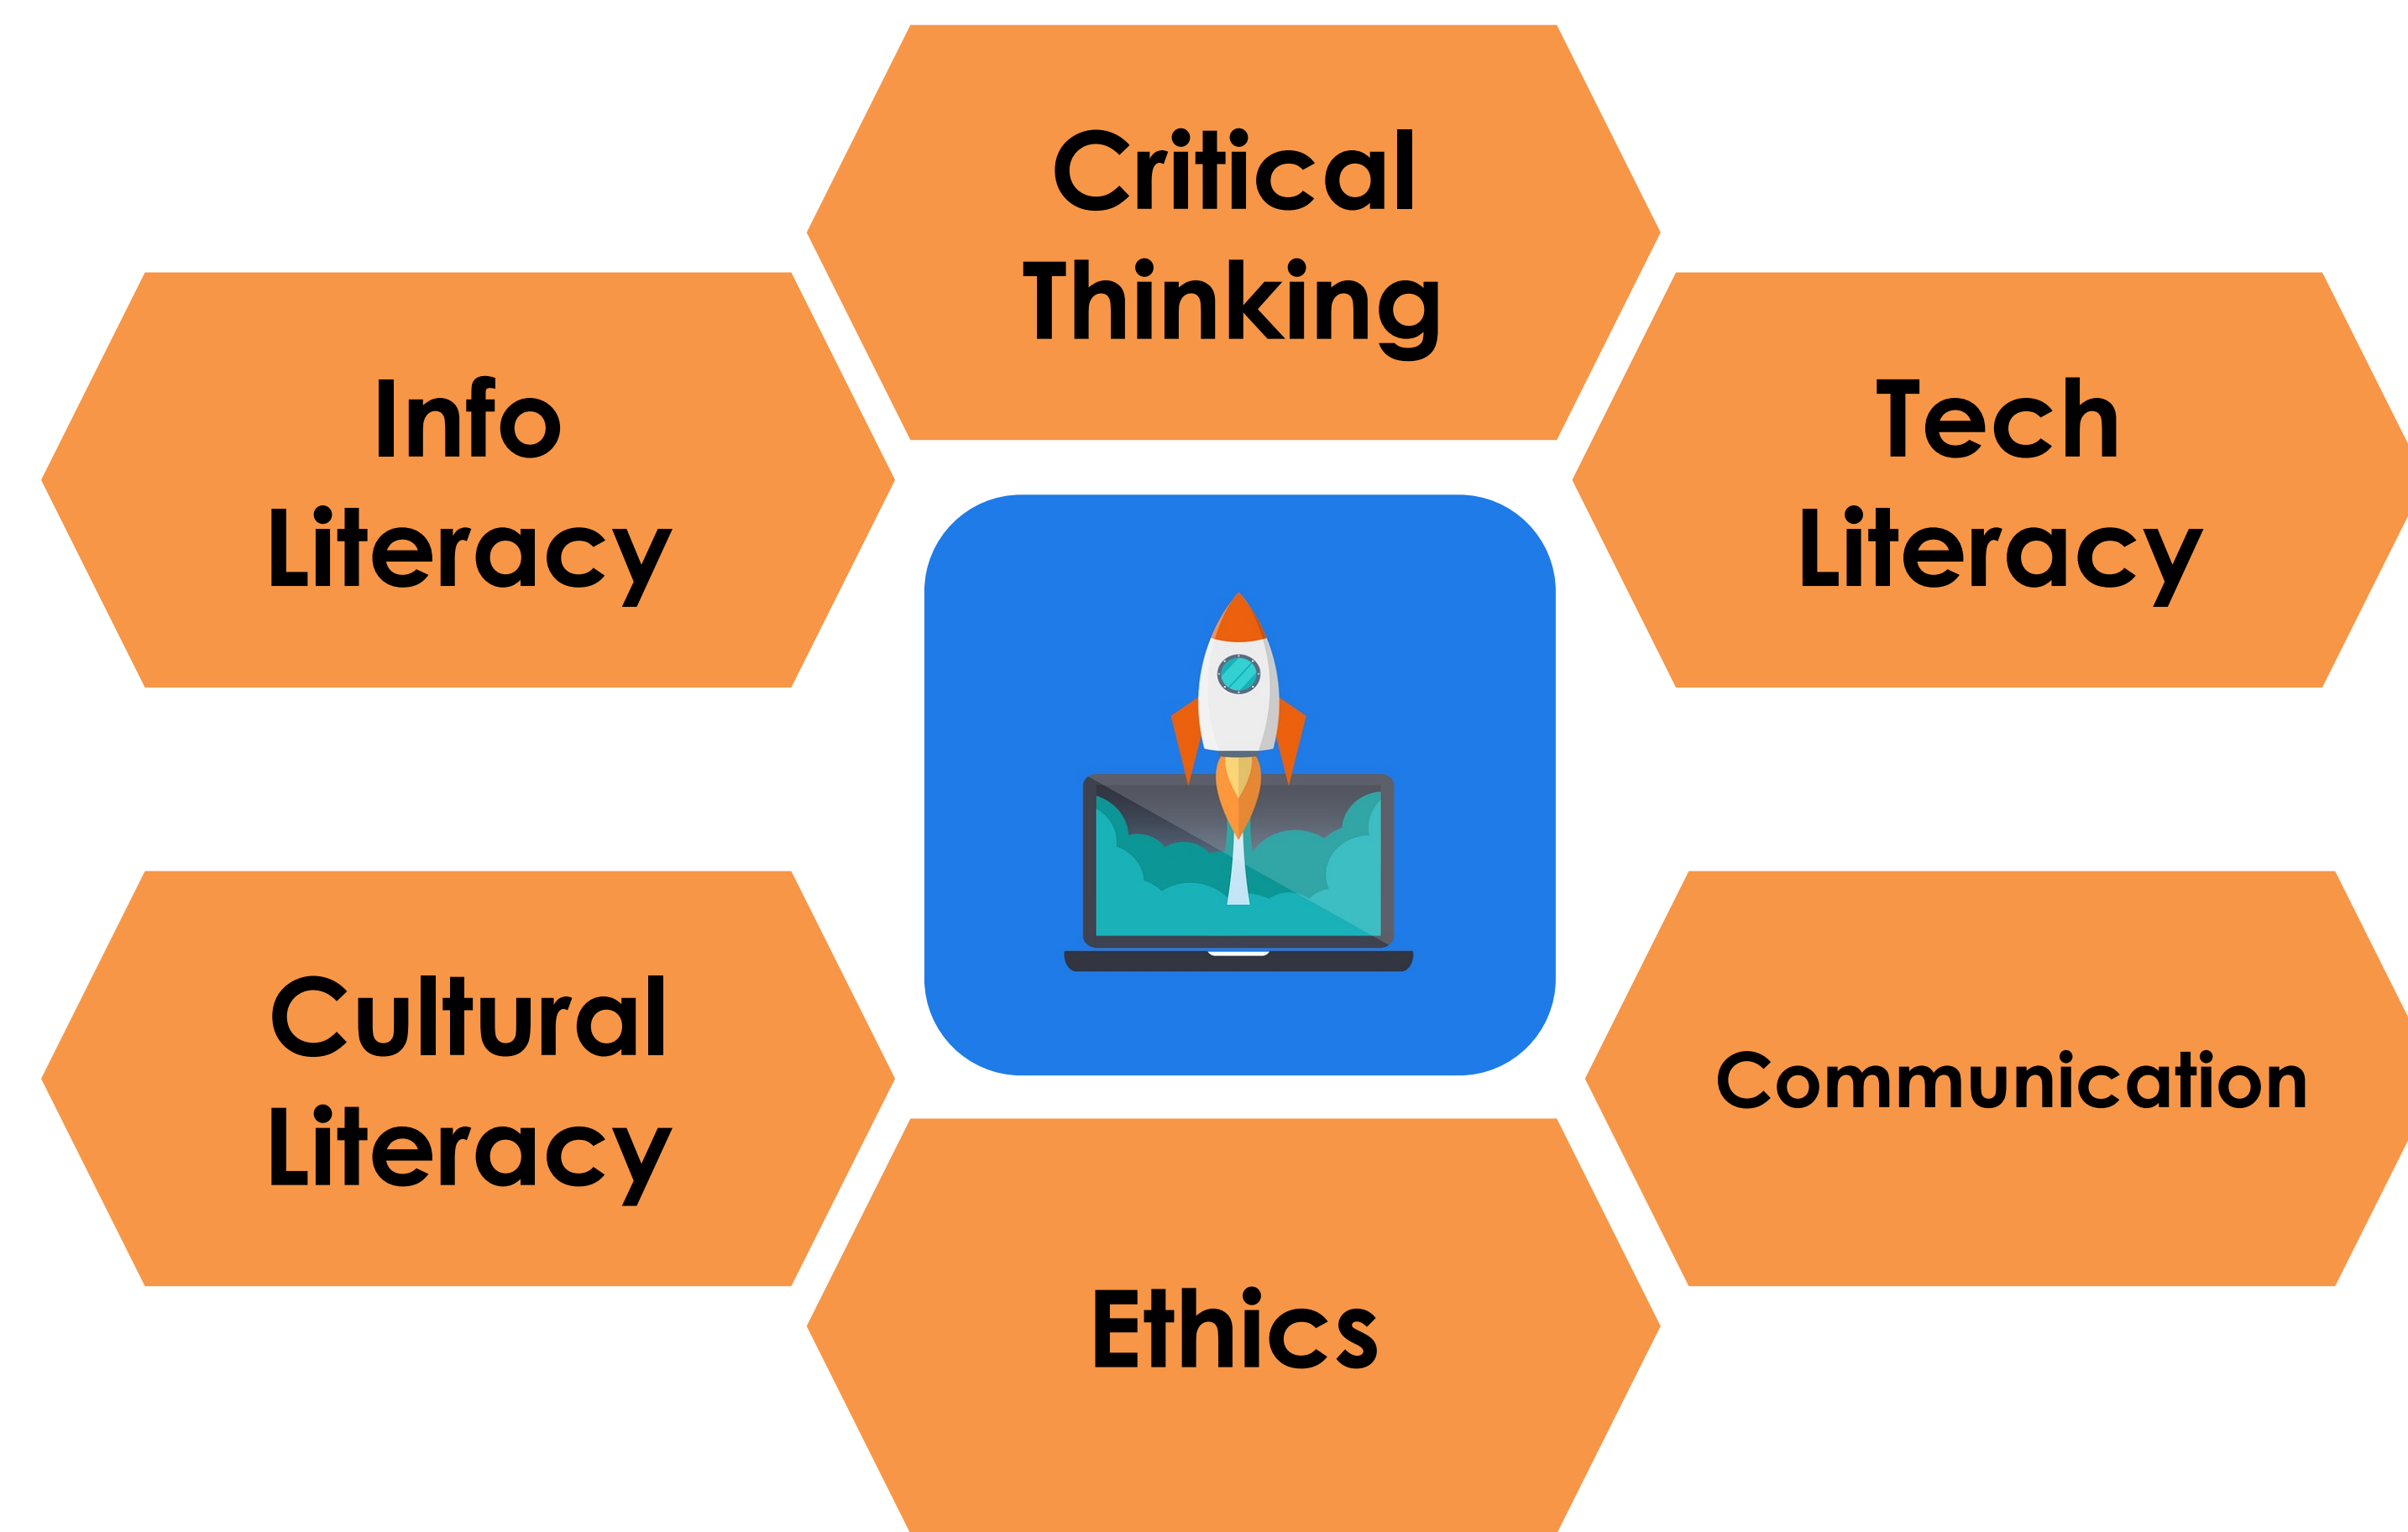 Critical
Thinking
Info
Literacy
Tech
Literacy
Cultural
Literacy
Communication
Ethics